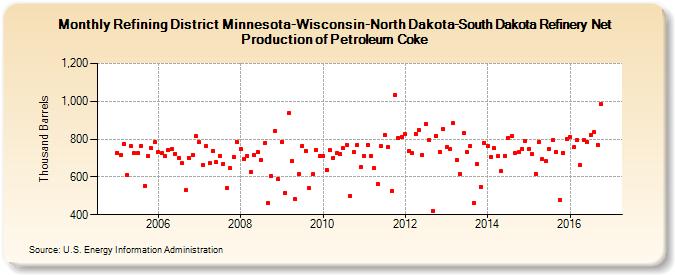 Monthly Refining District Minnesota-Wisconsin-North Dakota-South Dakota Refinery Net
Production of Petroleum Coke
Thousand Barrels
1,200
1,000
800
600
400
2006
2008
2010
2012
2014
2016
Source: U.S. Energy Information Administration